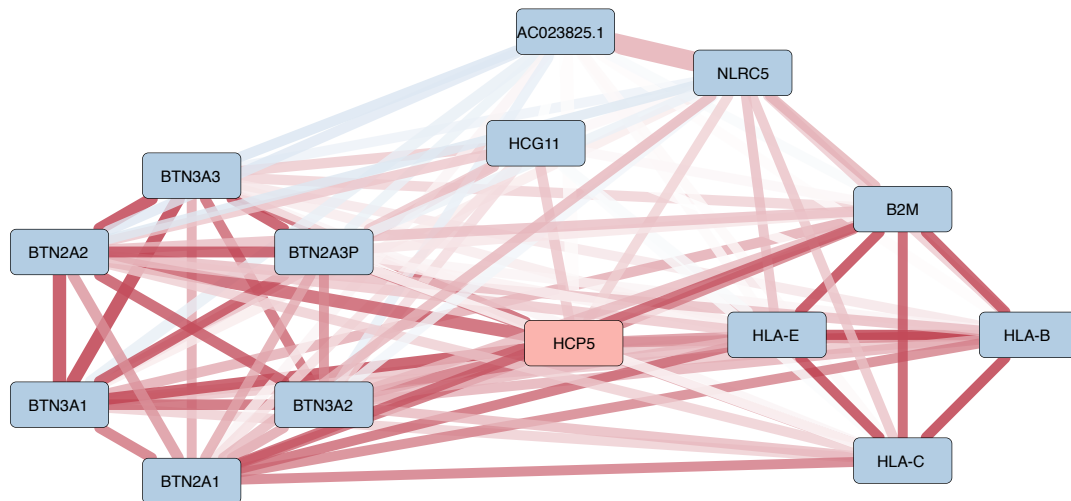 AC023825.1
NLRC5
HCG11
BTN3A3
B2M
BTN2A2
BTN2A3P
HCP5
HLA-E
HLA-B
BTN3A1
BTN3A2
HLA-C
BTN2A1